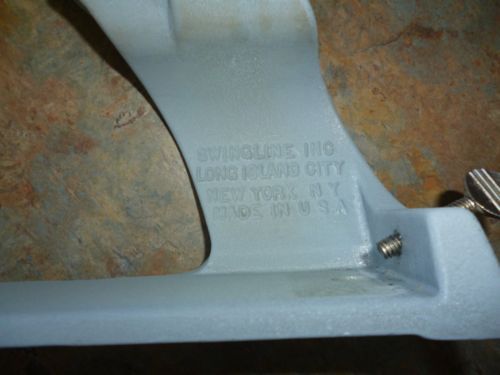 SWINGLINE, INC
LONG ISLAND CITY
NEW YORK, N.Y.
MADE IN U.S.A